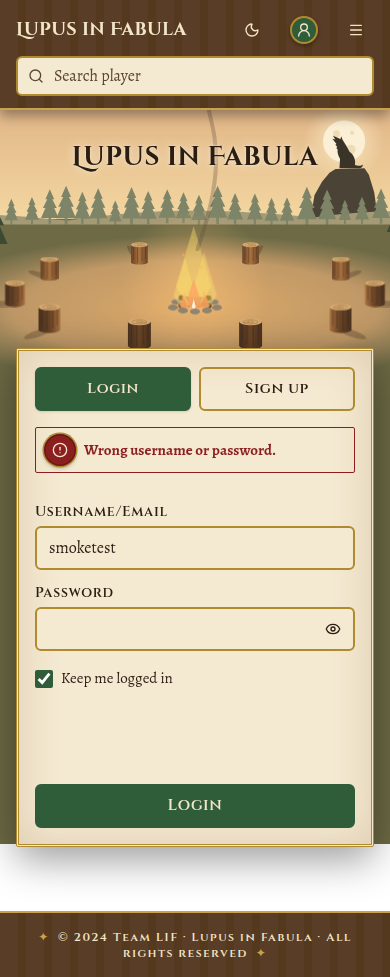 Lupus in Fabula
Search player
Lupus in Fabula
Login
Sign up
Wrong username or password.
Username/Email
smoketest
Password
Keep me logged in
Login
✦ © 2024 Team LIF · Lupus in Fabula · All
rights reserved ✦